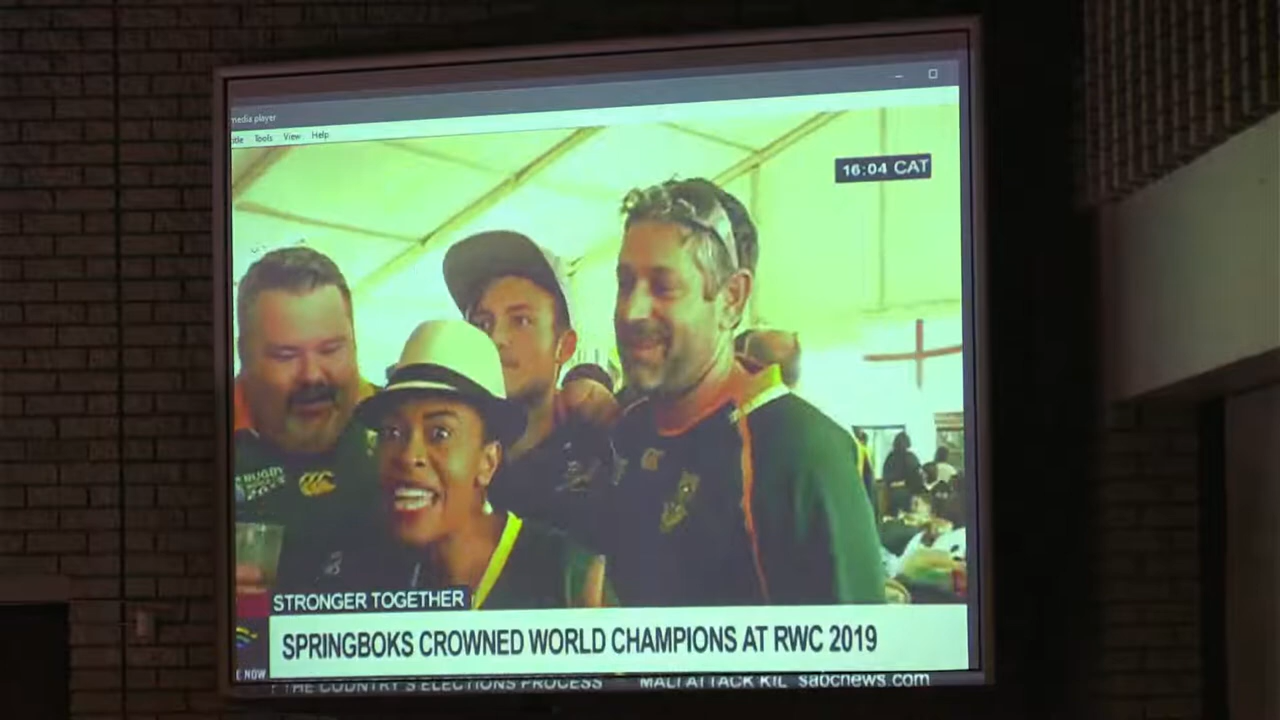 media player
Tools View Help
16:04 CAT
RUGBY
STRONGER TOGETHER
SPRINGBOKS CROWNED WORLD CHAMPIONS AT RWC 2019
NOW
THE COUNTRY'S ELECTIONS PROCESS MALI ATTACK KIL sabcnews.com